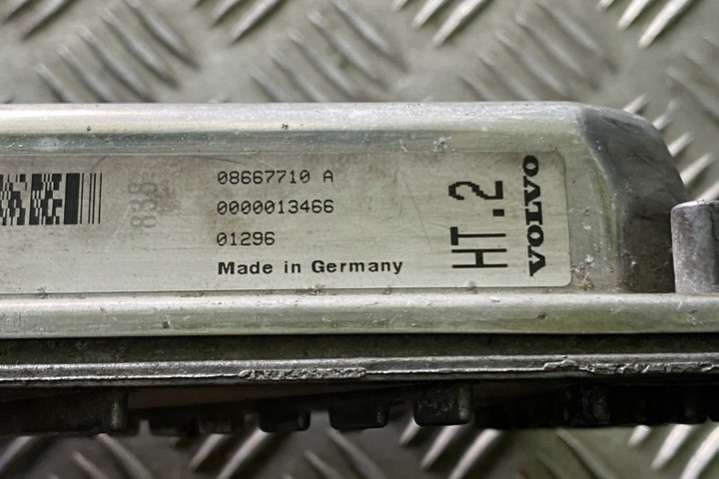 08667710 A
0000013466
01296
Made in Germany
HT.2
VOLVO